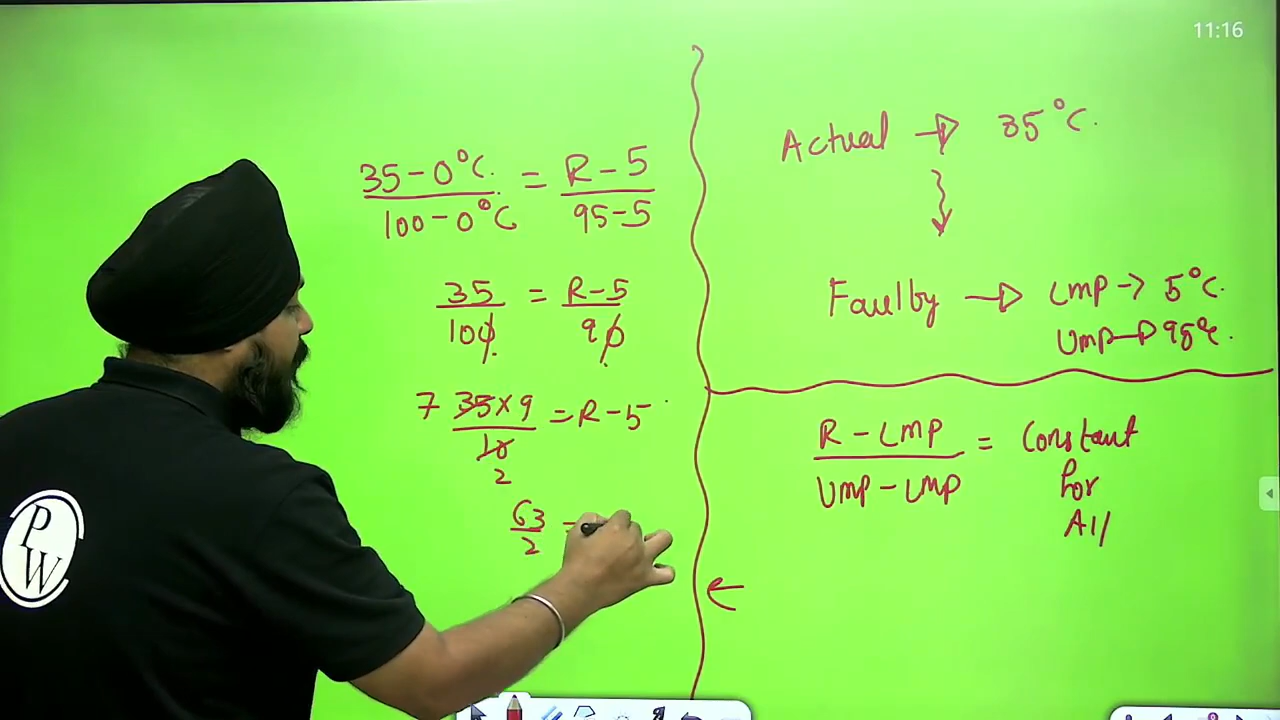 11:16
Actual → 35°C.
35-0°C. = R-5
100-0°C 95-5
35 = R-5
100 90
Faulby → LMP → 5°C.
UMP → 95°C.
7 35×9 = R-5
10
2
R - LMP = Constant
UMP - LMP for
All
63 =
2
PW